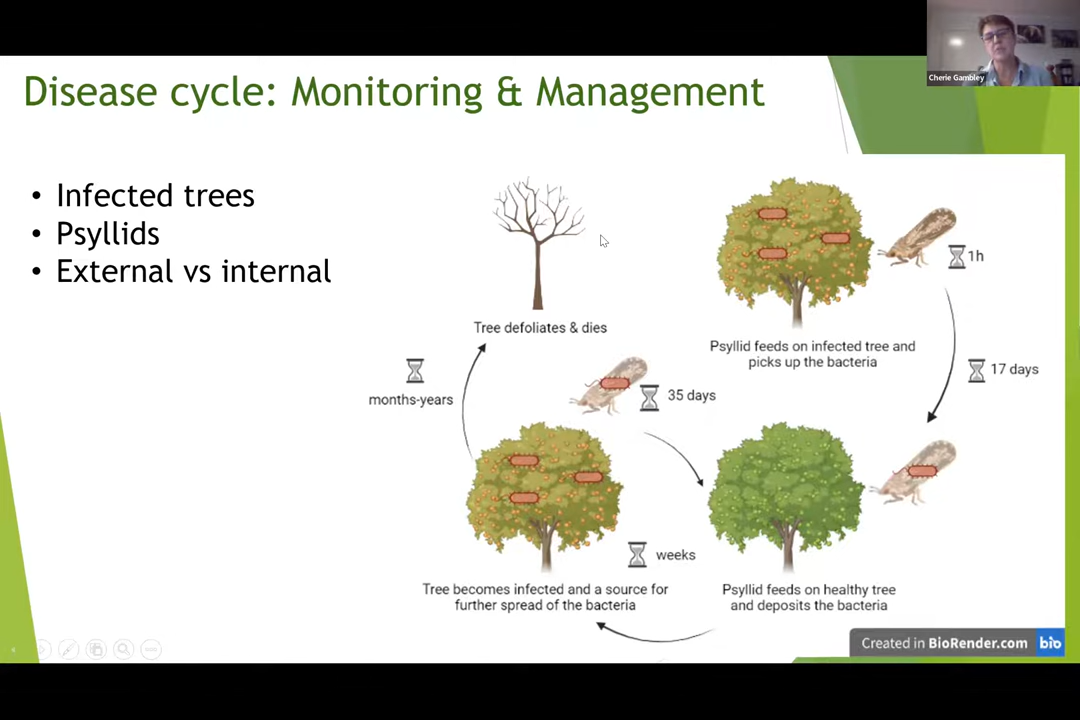 Cherie Gambley
Disease cycle: Monitoring & Management
• Infected trees
• Psyllids
• External vs internal
1h
Tree defoliates & dies
Psyllid feeds on infected tree and
picks up the bacteria
17 days
months-years
35 days
weeks
Tree becomes infected and a source for
further spread of the bacteria
Psyllid feeds on healthy tree
and deposits the bacteria
Created in BioRender.com bio